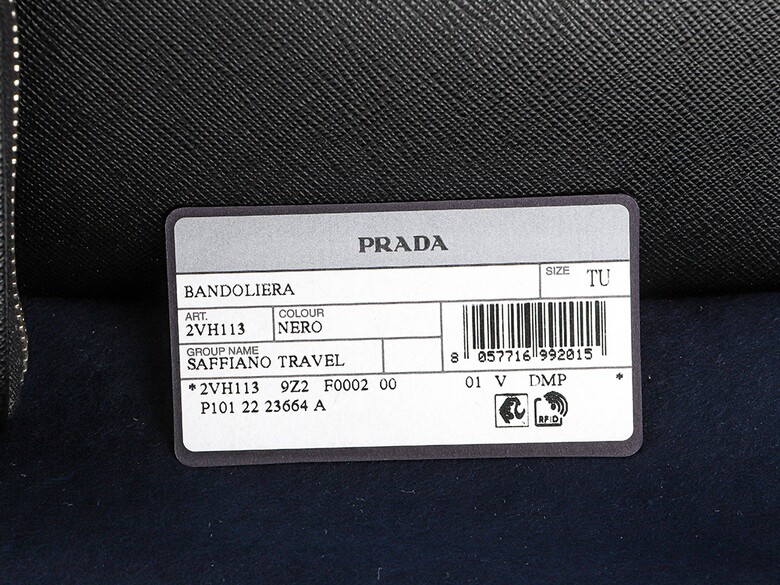 PRADA
BANDOLIERA
SIZE TU
ART. 2VH113
COLOUR NERO
GROUP NAME
SAFFIANO TRAVEL
8 057716 992015
*2VH113 9Z2 F0002 00 01 V DMP *
P101 22 23664 A
RFID